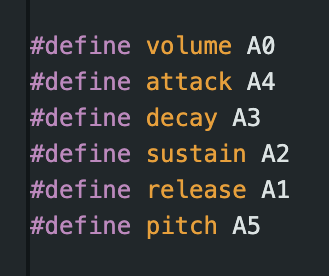 #define volume A0
#define attack A4
#define decay A3
#define sustain A2
#define release A1
#define pitch A5